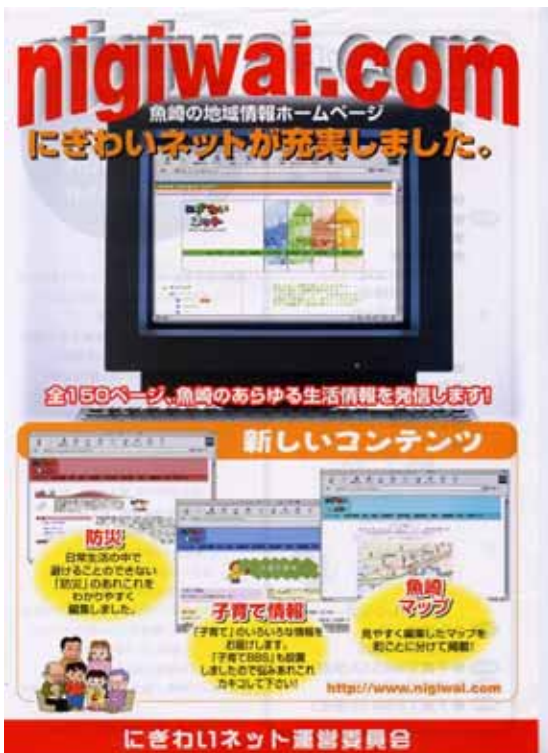 nigiwai.com
魚崎の地域情報ホームページ
にぎわいネットが充実しました。
にぎわい
ネット
全150ページ、魚崎のあらゆる生活情報を発信します!
新しいコンテンツ
防災
日常生活の中で
避けることのできない
「防災」のあれこれを
わかりやすく
編集しました。
子育て情報
「子育て」のいろいろな情報を
お届けします。
「子育てBBS」も設置
しましたので悩みあれこれ
カキコして下さい!
魚崎
マップ
見やすく編集したマップを
町ごとに分けて掲載!
http://www.nigiwai.com
にぎわいネット運営委員会